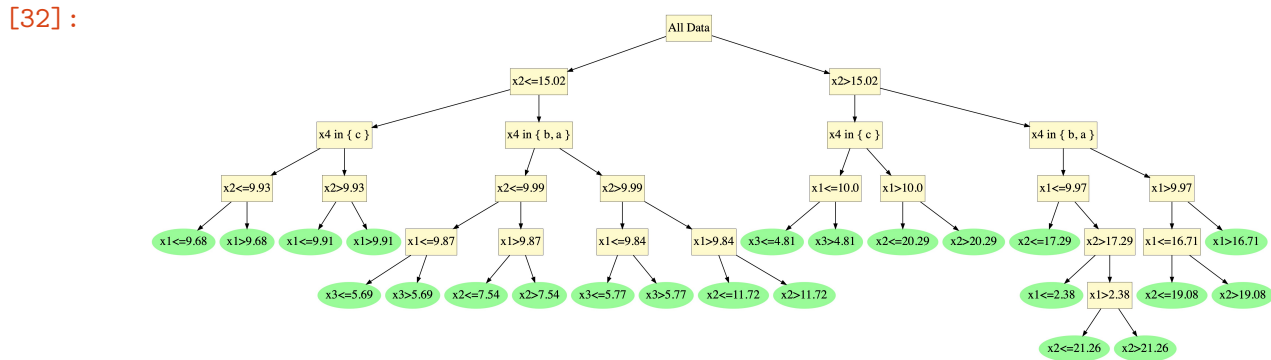 [32]:
All Data
x2<=15.02
x2>15.02
x4 in { c }
x4 in { b, a }
x4 in { c }
x4 in { b, a }
x2<=9.93
x2>9.93
x2<=9.99
x2>9.99
x1<=10.0
x1>10.0
x1<=9.97
x1>9.97
x1<=9.68
x1>9.68
x1<=9.91
x1>9.91
x1<=9.87
x1>9.87
x1<=9.84
x1>9.84
x3<=4.81
x3>4.81
x2<=20.29
x2>20.29
x2<=17.29
x2>17.29
x1<=16.71
x1>16.71
x3<=5.69
x3>5.69
x2<=7.54
x2>7.54
x3<=5.77
x3>5.77
x2<=11.72
x2>11.72
x1<=2.38
x1>2.38
x2<=19.08
x2>19.08
x2<=21.26
x2>21.26